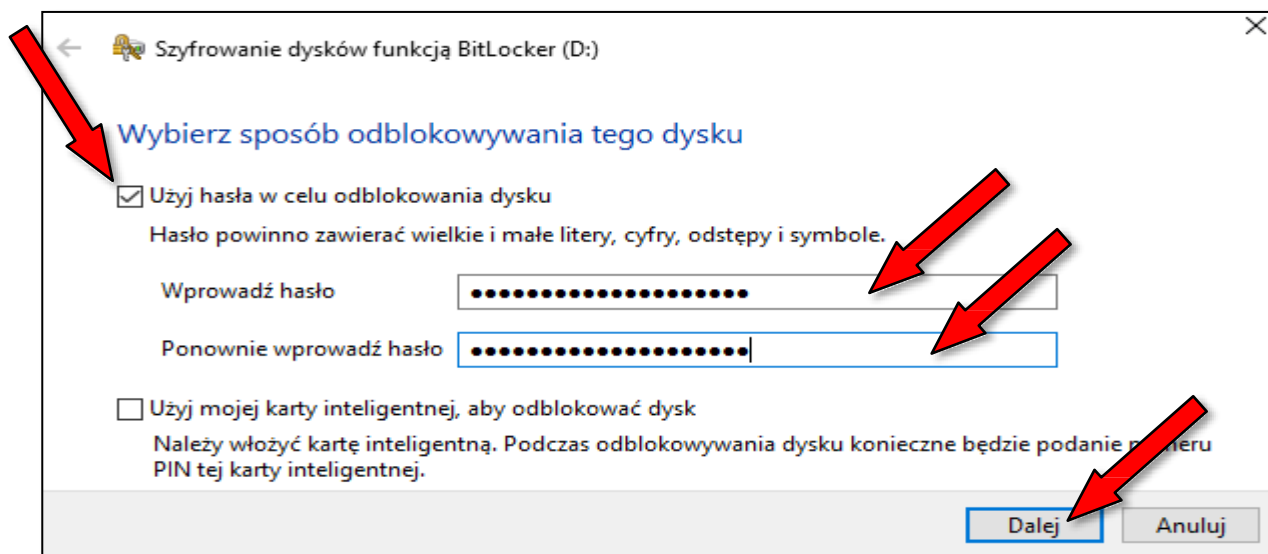 Szyfrowanie dysków funkcją BitLocker (D:)
Wybierz sposób odblokowywania tego dysku
Użyj hasła w celu odblokowania dysku
Hasło powinno zawierać wielkie i małe litery, cyfry, odstępy i symbole.
Wprowadź hasło ●●●●●●●●●●●●●●●●●●●●
Ponownie wprowadź hasło ●●●●●●●●●●●●●●●●●●●●
Użyj mojej karty inteligentnej, aby odblokować dysk
Należy włożyć kartę inteligentną. Podczas odblokowywania dysku konieczne będzie podanie numeru
PIN tej karty inteligentnej.
Dalej Anuluj